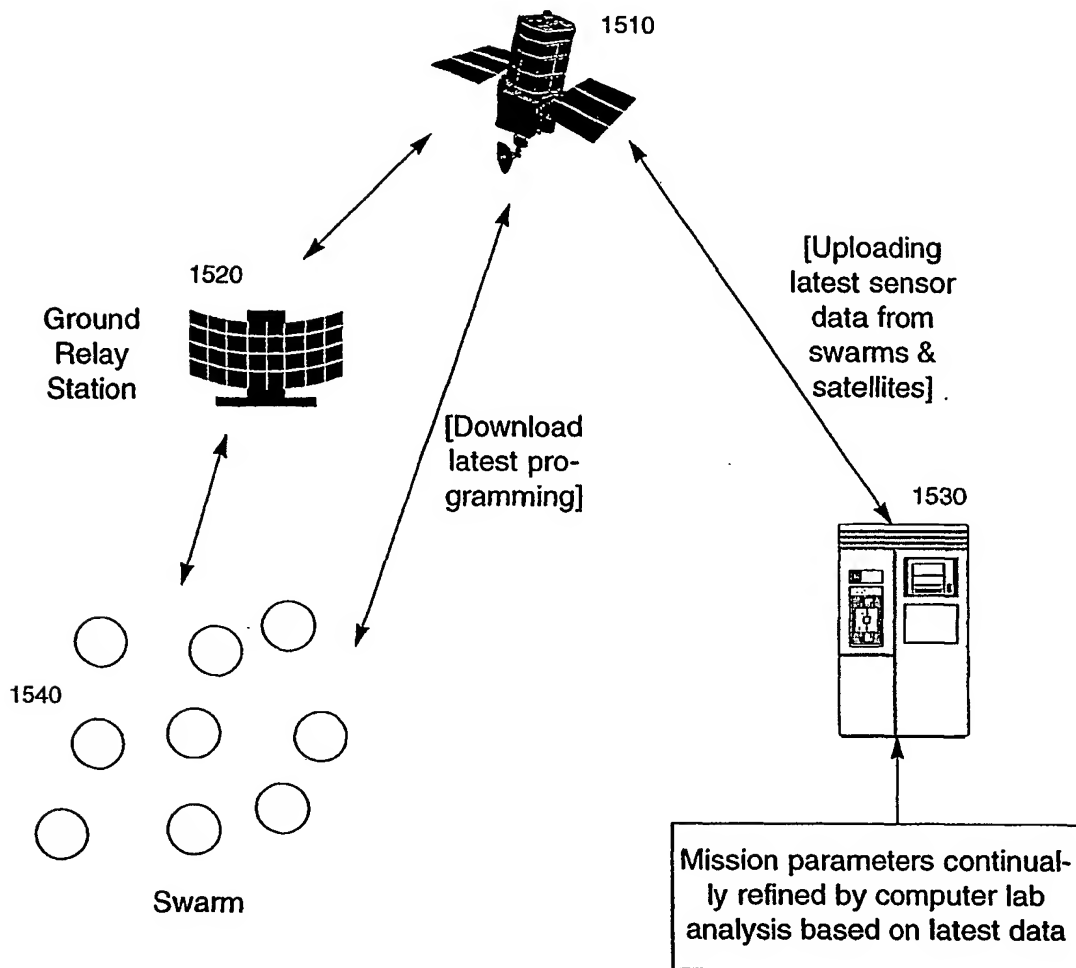 1510
1520
Ground
Relay
Station
[Uploading
latest sensor
data from
swarms &
satellites]
[Download
latest pro-
gramming]
1530
1540
Swarm
Mission parameters continual-
ly refined by computer lab
analysis based on latest data